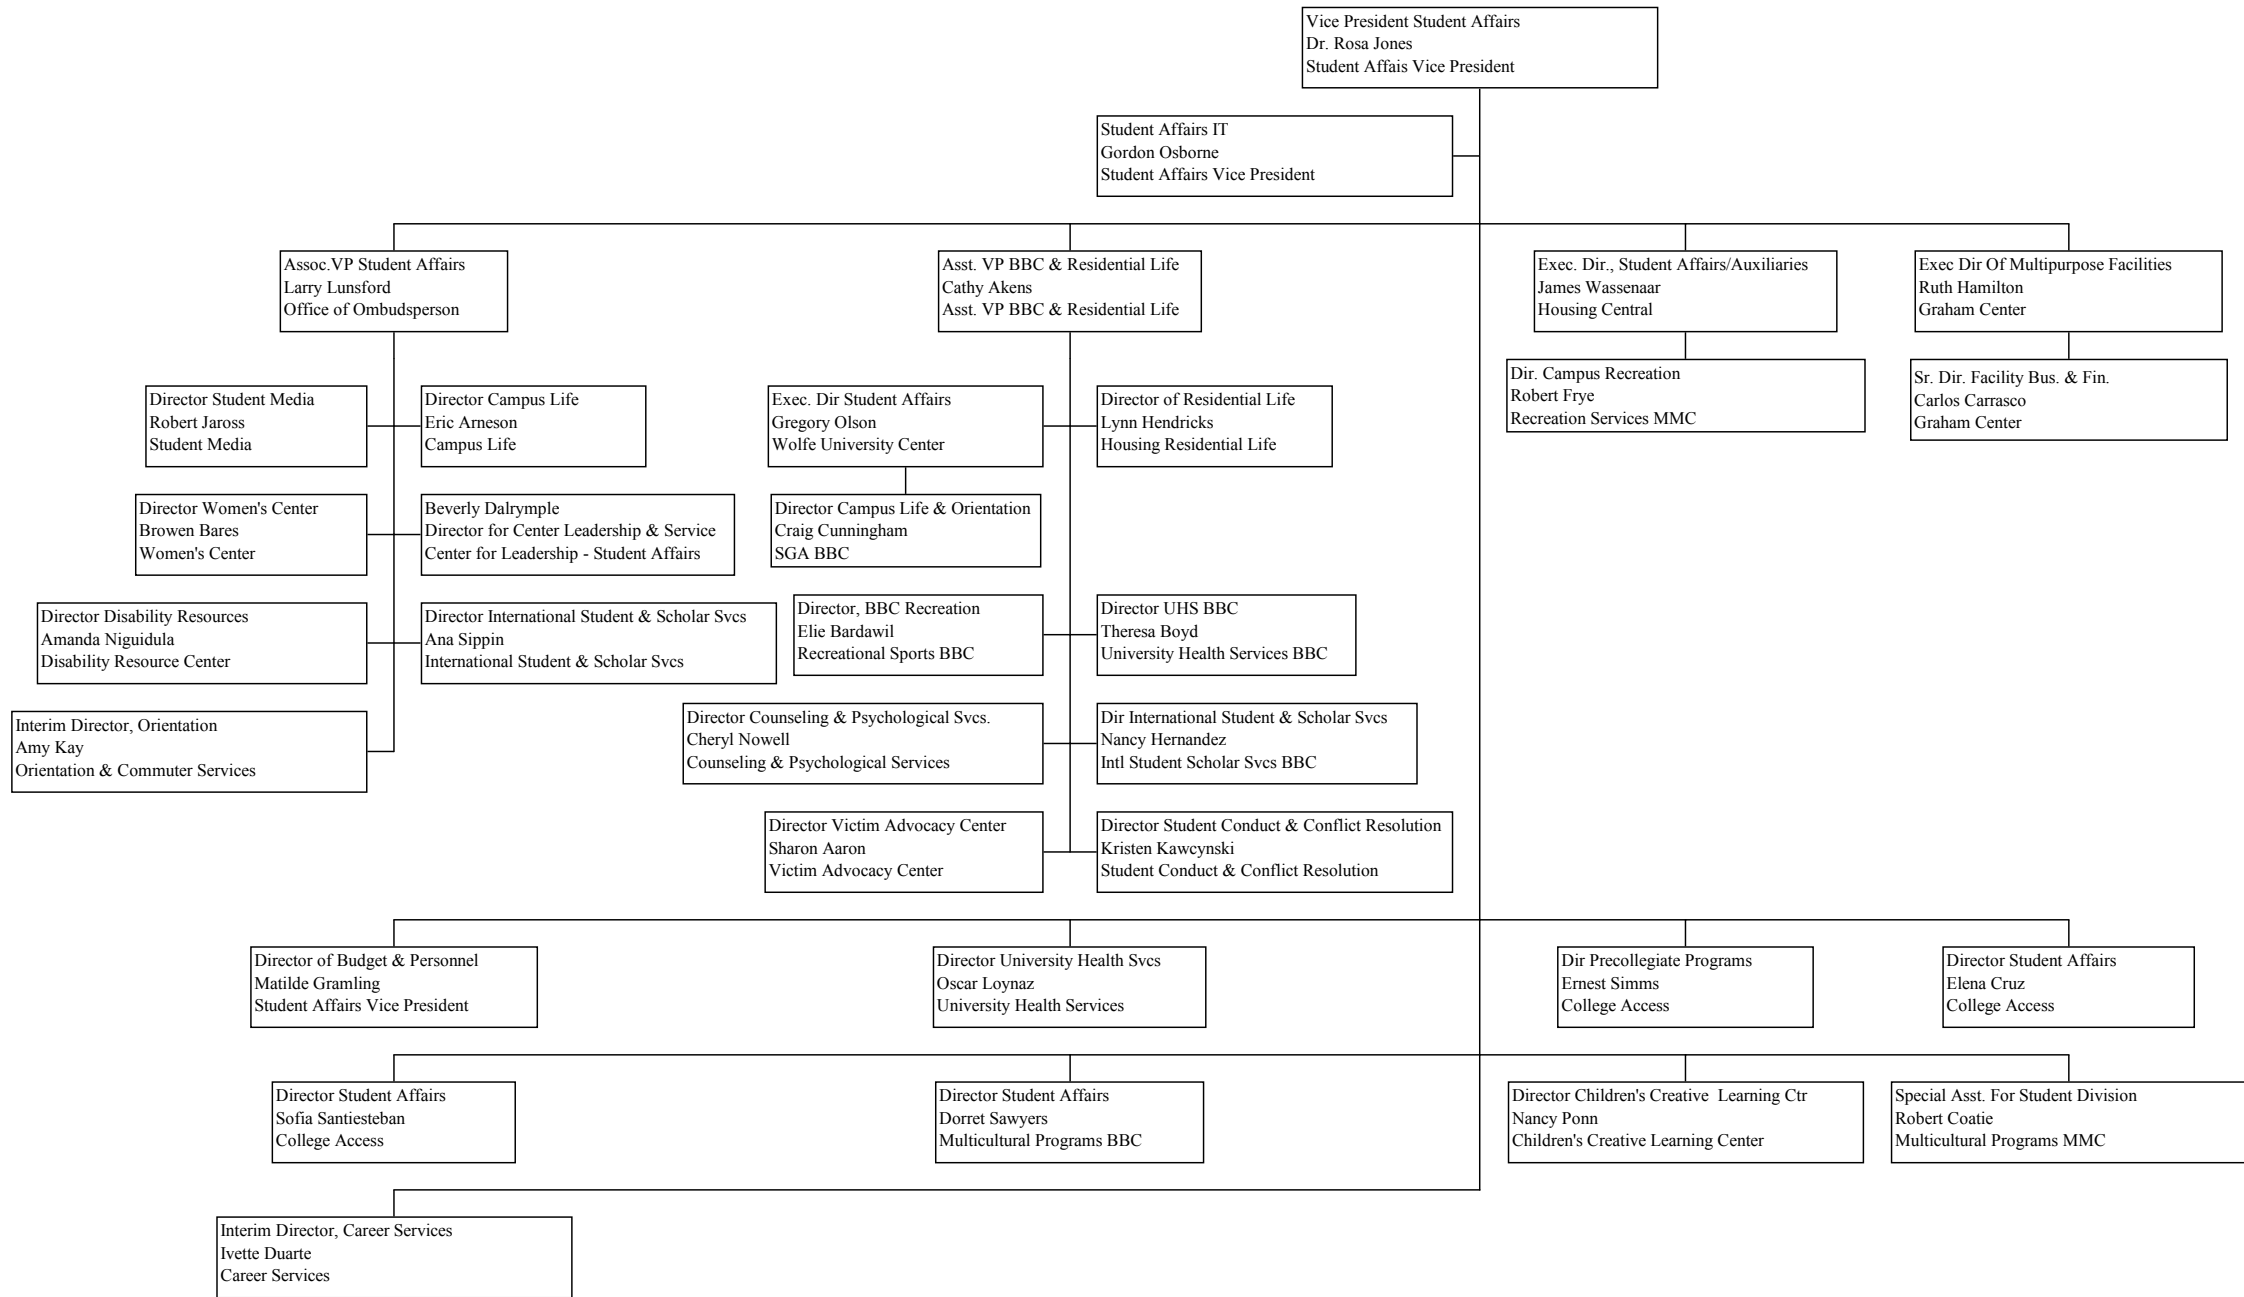 Vice President Student Affairs
Dr. Rosa Jones
Student Affais Vice President
Student Affairs IT
Gordon Osborne
Student Affairs Vice President
Assoc.VP Student Affairs
Larry Lunsford
Office of Ombudsperson
Asst. VP BBC & Residential Life
Cathy Akens
Asst. VP BBC & Residential Life
Exec. Dir., Student Affairs/Auxiliaries
James Wassenaar
Housing Central
Exec Dir Of Multipurpose Facilities
Ruth Hamilton
Graham Center
Director Student Media
Robert Jaross
Student Media
Director Campus Life
Eric Arneson
Campus Life
Exec. Dir Student Affairs
Gregory Olson
Wolfe University Center
Director of Residential Life
Lynn Hendricks
Housing Residential Life
Dir. Campus Recreation
Robert Frye
Recreation Services MMC
Sr. Dir. Facility Bus. & Fin.
Carlos Carrasco
Graham Center
Director Women's Center
Browen Bares
Women's Center
Beverly Dalrymple
Director for Center Leadership & Service
Center for Leadership - Student Affairs
Director Campus Life & Orientation
Craig Cunningham
SGA BBC
Director Disability Resources
Amanda Niguidula
Disability Resource Center
Director International Student & Scholar Svcs
Ana Sippin
International Student & Scholar Svcs
Director, BBC Recreation
Elie Bardawil
Recreational Sports BBC
Director UHS BBC
Theresa Boyd
University Health Services BBC
Interim Director, Orientation
Amy Kay
Orientation & Commuter Services
Director Counseling & Psychological Svcs.
Cheryl Nowell
Counseling & Psychological Services
Dir International Student & Scholar Svcs
Nancy Hernandez
Intl Student Scholar Svcs BBC
Director Victim Advocacy Center
Sharon Aaron
Victim Advocacy Center
Director Student Conduct & Conflict Resolution
Kristen Kawcynski
Student Conduct & Conflict Resolution
Director of Budget & Personnel
Matilde Gramling
Student Affairs Vice President
Director University Health Svcs
Oscar Loynaz
University Health Services
Dir Precollegiate Programs
Ernest Simms
College Access
Director Student Affairs
Elena Cruz
College Access
Director Student Affairs
Sofia Santiesteban
College Access
Director Student Affairs
Dorret Sawyers
Multicultural Programs BBC
Director Children's Creative  Learning Ctr
Nancy Ponn
Children's Creative Learning Center
Special Asst. For Student Division
Robert Coatie
Multicultural Programs MMC
Interim Director, Career Services
Ivette Duarte
Career Services